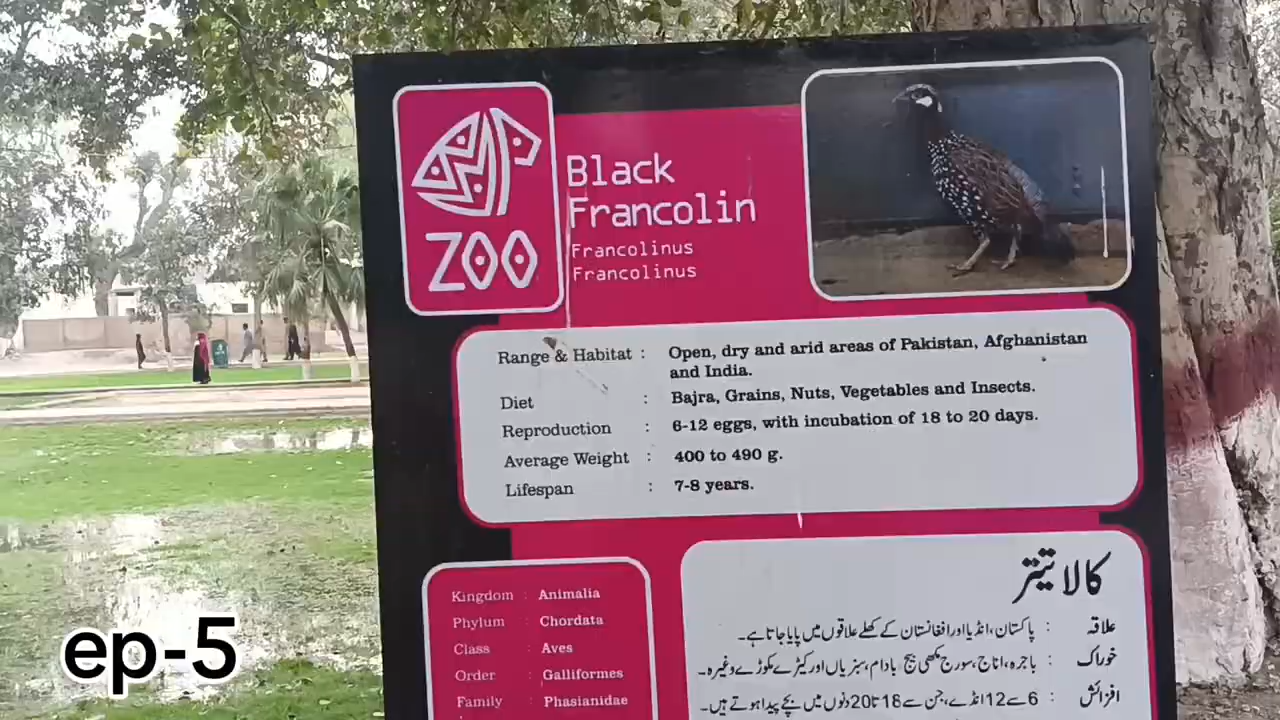 ZOO
Black
Francolin
Francolinus
Francolinus
Range & Habitat : Open, dry and arid areas of Pakistan, Afghanistan
and India.
Diet : Bajra, Grains, Nuts, Vegetables and Insects.
Reproduction : 6-12 eggs, with incubation of 18 to 20 days.
Average Weight : 400 to 490 g.
Lifespan : 7-8 years.
Kingdom : Animalia
Phylum : Chordata
Class : Aves
Order : Galliformes
Family : Phasianidae
کالا تیتر
علاقہ : پاکستان، انڈیا اور افغانستان کے کھلے علاقوں میں پایا جاتا ہے۔
خوراک : باجرہ، اناج، سورج مکھی بیج بادام، سبزیاں اور کیڑے مکوڑے وغیرہ۔
افزائش : 6 سے 12 انڈے، جن سے 18 تا 20 دنوں میں بچے پیدا ہوتے ہیں۔
ep-5